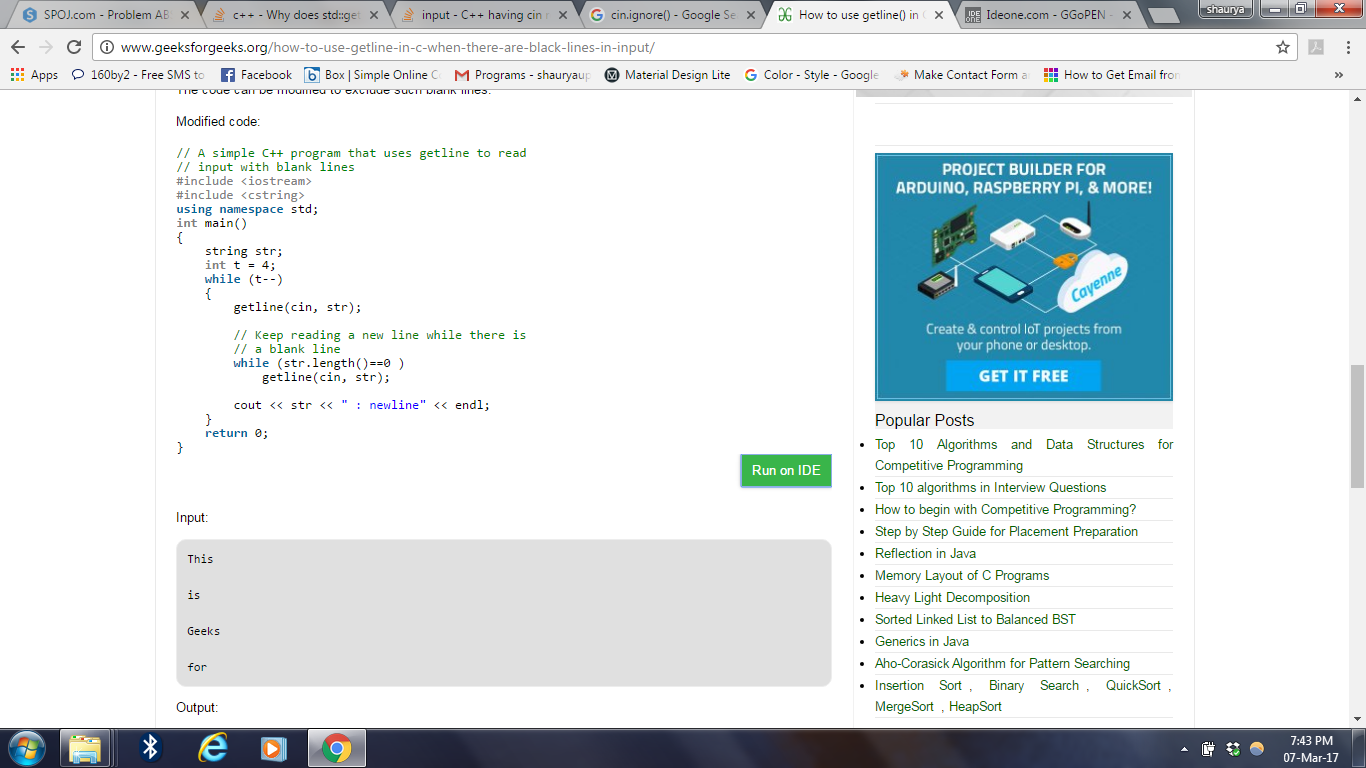 SPOJ.com - Problem AB
c++ - Why does std::get
input - C++ having cin r
cin.ignore() - Google Se
How to use getline() in
Ideone.com - GGoPEN -
shaurya
www.geeksforgeeks.org/how-to-use-getline-in-c-when-there-are-black-lines-in-input/
Apps
160by2 - Free SMS to
Facebook
Box | Simple Online C
Programs - shauryaup
Material Design Lite
Color - Style - Google
Make Contact Form a
How to Get Email from
»
The code can be modified to exclude such blank lines.
Modified code:
// A simple C++ program that uses getline to read
// input with blank lines
#include <iostream>
#include <cstring>
using namespace std;
int main()
{
    string str;
    int t = 4;
    while (t--)
    {
        getline(cin, str);
        // Keep reading a new line while there is
        // a blank line
        while (str.length()==0 )
            getline(cin, str);
        cout << str << " : newline" << endl;
    }
    return 0;
}
Run on IDE
Input:
This
is
Geeks
for
Output:
PROJECT BUILDER FOR
ARDUINO, RASPBERRY PI, & MORE!
Cayenne
Create & control IoT projects from
your phone or desktop.
GET IT FREE
Popular Posts
Top 10 Algorithms and Data Structures for
Competitive Programming
Top 10 algorithms in Interview Questions
How to begin with Competitive Programming?
Step by Step Guide for Placement Preparation
Reflection in Java
Memory Layout of C Programs
Heavy Light Decomposition
Sorted Linked List to Balanced BST
Generics in Java
Aho-Corasick Algorithm for Pattern Searching
Insertion Sort , Binary Search , QuickSort ,
MergeSort , HeapSort
7:43 PM
07-Mar-17